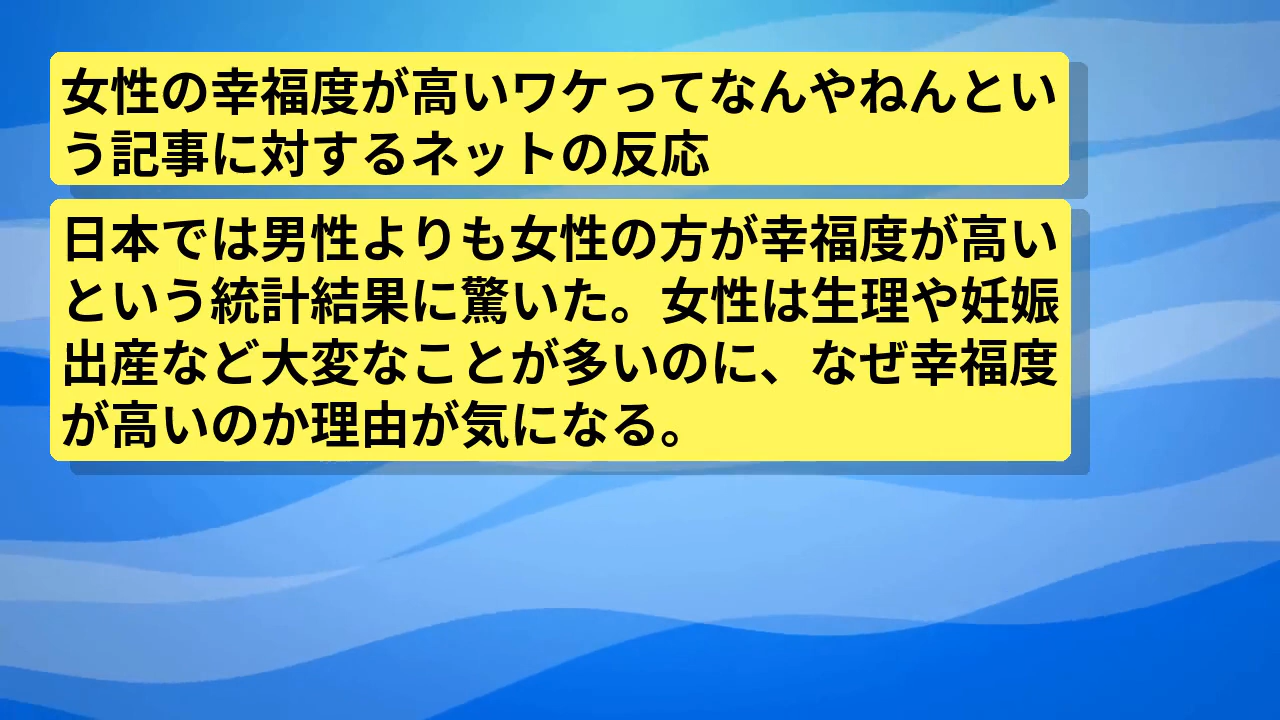 女性の幸福度が高いワケってなんやねんとい
う記事に対するネットの反応
日本では男性よりも女性の方が幸福度が高い
という統計結果に驚いた。女性は生理や妊娠
出産など大変なことが多いのに、なぜ幸福度
が高いのか理由が気になる。